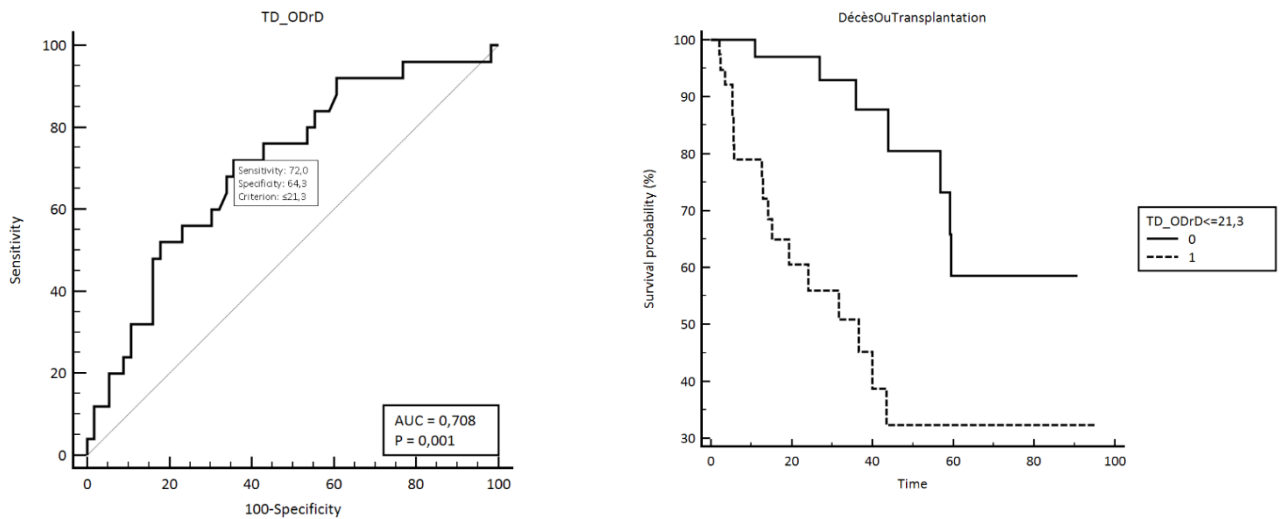 TD_ODrD
100
80
60
40
20
0
Sensitivity
Sensitivity: 72,0
Specificity: 64,3
Criterion: ≤21,3
AUC = 0,708
P = 0,001
0 20 40 60 80 100
100-Specificity
DécèsOuTransplantation
100
90
80
70
60
50
40
30
Survival probability (%)
0 20 40 60 80 100
Time
TD_ODrD<=21,3
0
1